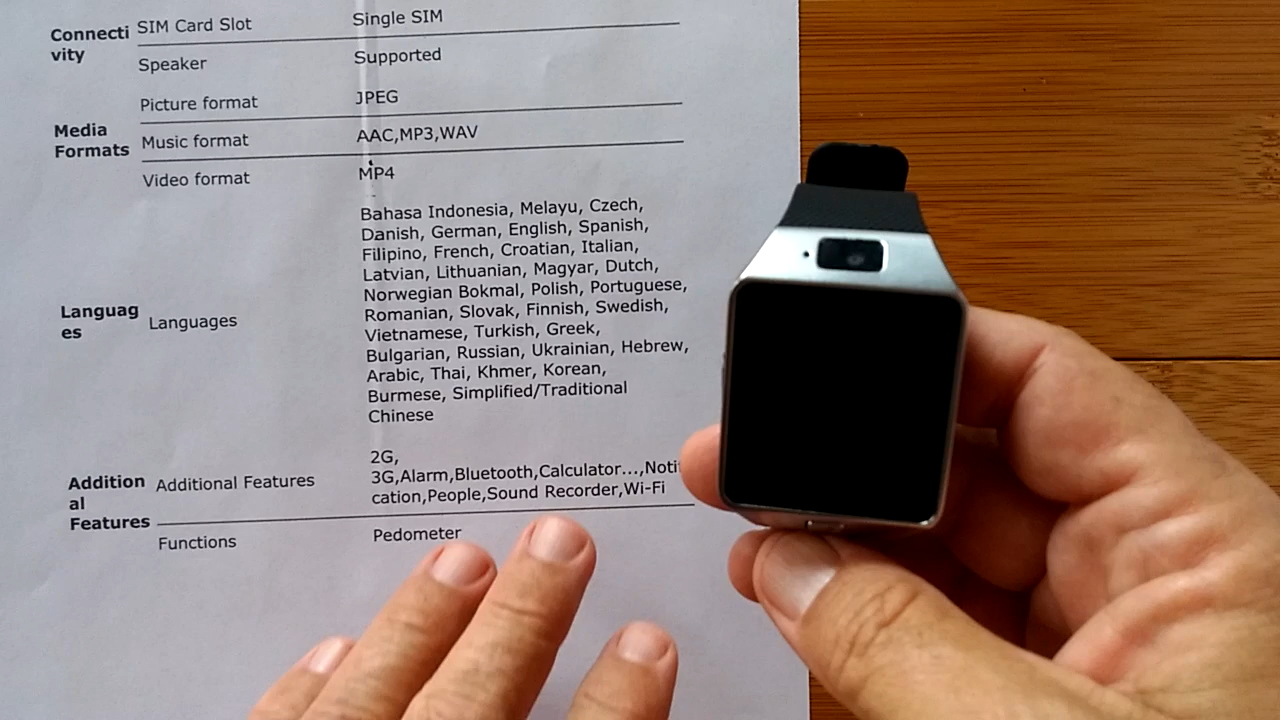 Connecti
vity
SIM Card Slot
Single SIM
Speaker
Supported
Media
Formats
Picture format
JPEG
Music format
AAC,MP3,WAV
Video format
MP4
Languag
es
Languages
Bahasa Indonesia, Melayu, Czech,
Danish, German, English, Spanish,
Filipino, French, Croatian, Italian,
Latvian, Lithuanian, Magyar, Dutch,
Norwegian Bokmal, Polish, Portuguese,
Romanian, Slovak, Finnish, Swedish,
Vietnamese, Turkish, Greek,
Bulgarian, Russian, Ukrainian, Hebrew,
Arabic, Thai, Khmer, Korean,
Burmese, Simplified/Traditional
Chinese
Addition
al
Features
Additional Features
2G,
3G,Alarm,Bluetooth,Calculator...,Noti
cation,People,Sound Recorder,Wi-Fi
Functions
Pedometer